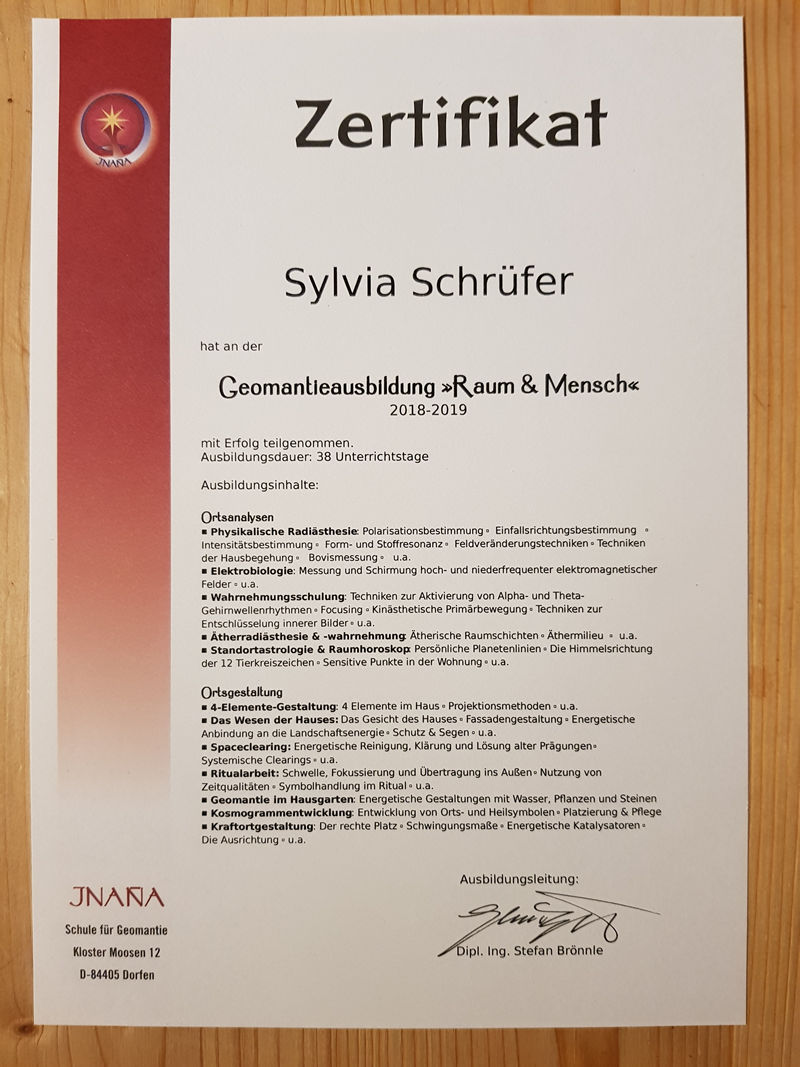 JNAÑA
Zertifikat
Sylvia Schrüfer
hat an der
Geomantieausbildung »Raum & Mensch«
2018-2019
mit Erfolg teilgenommen.
Ausbildungsdauer: 38 Unterrichtstage
Ausbildungsinhalte:
Ortsanalysen
▪ Physikalische Radiästhesie: Polarisationsbestimmung▫ Einfallsrichtungsbestimmung ▫
Intensitätsbestimmung▫ Form- und Stoffresonanz▫ Feldveränderungstechniken▫Techniken
der Hausbegehung▫ Bovismessung▫ u.a.
▪ Elektrobiologie: Messung und Schirmung hoch- und niederfrequenter elektromagnetischer
Felder▫u.a.
▪ Wahrnehmungsschulung: Techniken zur Aktivierung von Alpha- und Theta-
Gehirnwellenrhythmen▫Focusing▫Kinästhetische Primärbewegung▫Techniken zur
Entschlüsselung innerer Bilder▫u.a.
▪ Ätherradiästhesie & -wahrnehmung: Ätherische Raumschichten▫Äthermilieu ▫ u.a.
▪ Standortastrologie & Raumhoroskop: Persönliche Planetenlinien▫Die Himmelsrichtung
der 12 Tierkreiszeichen▫Sensitive Punkte in der Wohnung▫u.a.
Ortsgestaltung
▪ 4-Elemente-Gestaltung: 4 Elemente im Haus▫Projektionsmethoden▫u.a.
▪ Das Wesen der Hauses: Das Gesicht des Hauses▫Fassadengestaltung▫Energetische
Anbindung an die Landschaftsenergie▫Schutz & Segen▫u.a.
▪ Spaceclearing: Energetische Reinigung, Klärung und Lösung alter Prägungen▫
Systemische Clearings▫u.a.
▪ Ritualarbeit: Schwelle, Fokussierung und Übertragung ins Außen▫Nutzung von
Zeitqualitäten▫Symbolhandlung im Ritual▫u.a.
▪ Geomantie im Hausgarten: Energetische Gestaltungen mit Wasser, Pflanzen und Steinen
▪ Kosmogrammentwicklung: Entwicklung von Orts- und Heilsymbolen▫Platzierung & Pflege
▪ Kraftortgestaltung: Der rechte Platz▫Schwingungsmaße▫Energetische Katalysatoren▫
Die Ausrichtung▫u.a.
Ausbildungsleitung:
Dipl. Ing. Stefan Brönnle
JNAÑA
Schule für Geomantie
Kloster Moosen 12
D-84405 Dorfen